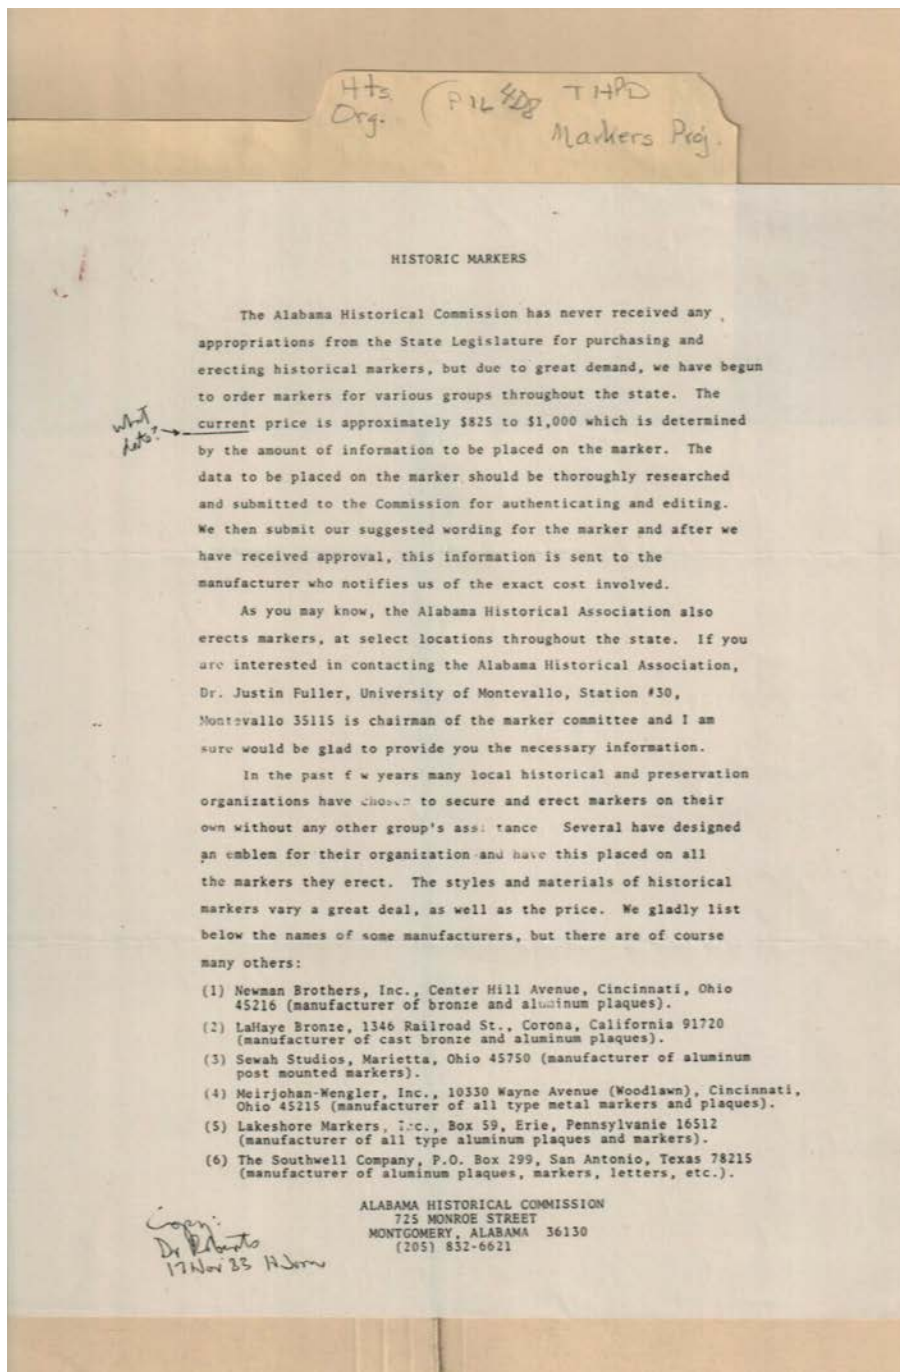 Hts. THPD
Org. Markers Proj.
HISTORIC MARKERS
The Alabama Historical Commission has never received any
appropriations from the State Legislature for purchasing and
erecting historical markers, but due to great demand, we have begun
to order markers for various groups throughout the state. The
what
current price is approximately $825 to $1,000 which is determined
by the amount of information to be placed on the marker. The
data to be placed on the marker should be thoroughly researched
and submitted to the Commission for authenticating and editing.
We then submit our suggested wording for the marker and after we
have received approval, this information is sent to the
manufacturer who notifies us of the exact cost involved.
As you may know, the Alabama Historical Association also
erects markers, at select locations throughout the state. If you
are interested in contacting the Alabama Historical Association,
Dr. Justin Fuller, University of Montevallo, Station #30,
Montevallo 35115 is chairman of the marker committee and I am
sure would be glad to provide you the necessary information.
In the past f w years many local historical and preservation
organizations have chosen to secure and erect markers on their
own without any other group's ass: tance Several have designed
an emblem for their organization and have this placed on all
the markers they erect. The styles and materials of historical
markers vary a great deal, as well as the price. We gladly list
below the names of some manufacturers, but there are of course
many others:
(1) Newman Brothers, Inc., Center Hill Avenue, Cincinnati, Ohio
45216 (manufacturer of bronze and aluminum plaques).
(2) LaHaye Bronze, 1346 Railroad St., Corona, California 91720
(manufacturer of cast bronze and aluminum plaques).
(3) Sewah Studios, Marietta, Ohio 45750 (manufacturer of aluminum
post mounted markers).
(4) Meirjohan-Wengler, Inc., 10330 Wayne Avenue (Woodlawn), Cincinnati,
Ohio 45215 (manufacturer of all type metal markers and plaques).
(5) Lakeshore Markers, Inc., Box 59, Erie, Pennsylvanie 16512
(manufacturer of all type aluminum plaques and markers).
(6) The Southwell Company, P.O. Box 299, San Antonio, Texas 78215
(manufacturer of aluminum plaques, markers, letters, etc.).
ALABAMA HISTORICAL COMMISSION
725 MONROE STREET
MONTGOMERY, ALABAMA 36130
(205) 832-6621
Copy:
Dr Roberts
17 Nov 83